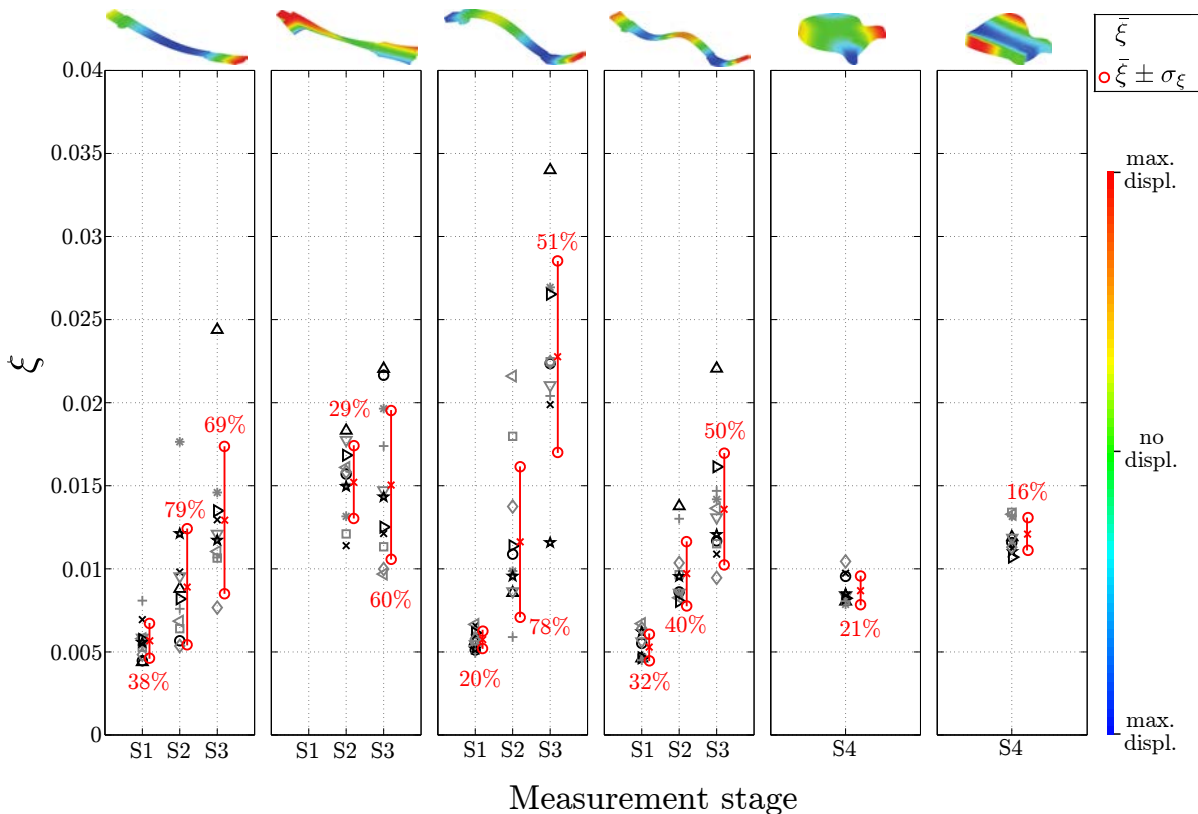 ξ̄
ξ̄ ± σ_ξ
0.04
0.035
0.03
0.025
0.02
0.015
0.01
0.005
0
ξ
38%
79%
69%
29%
60%
20%
78%
51%
32%
40%
50%
21%
16%
S1 S2 S3
S1 S2 S3
S1 S2 S3
S1 S2 S3
S4
S4
Measurement stage
max.
displ.
no
displ.
max.
displ.